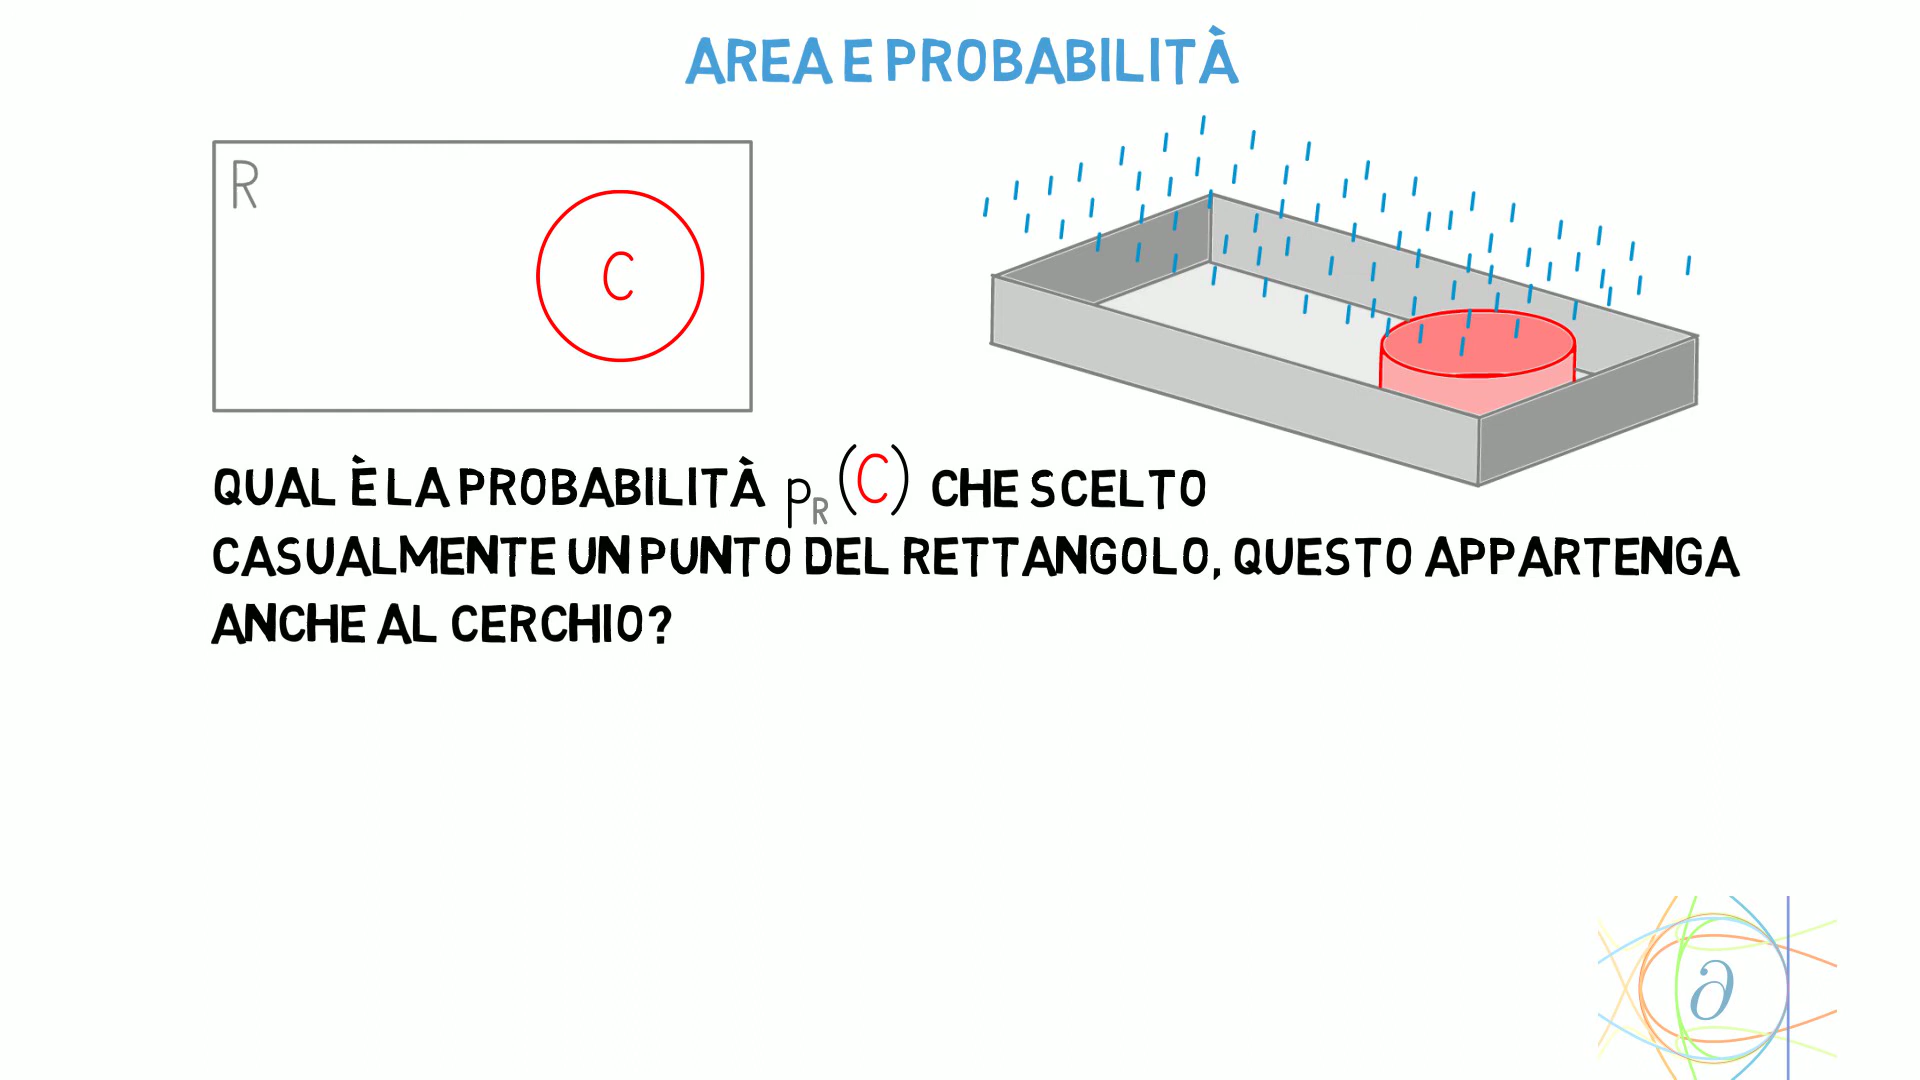 AREA E PROBABILITÀ
R
C
QUAL È LA PROBABILITÀ pR(C) CHE SCELTO
CASUALMENTE UN PUNTO DEL RETTANGOLO, QUESTO APPARTENGA
ANCHE AL CERCHIO?
∂